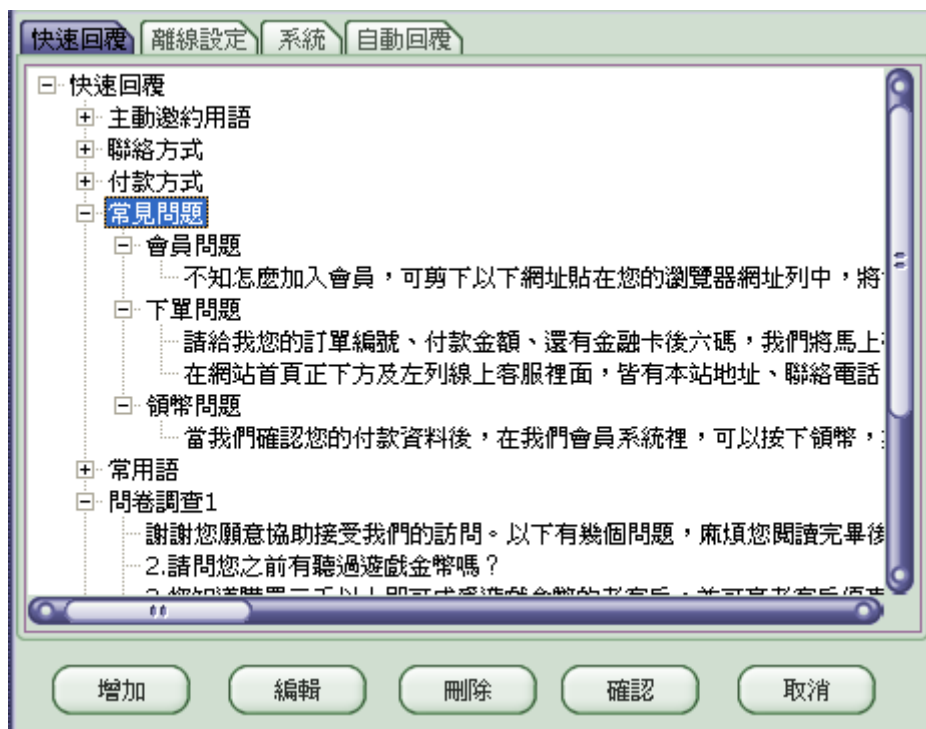 快速回覆 離線設定 系統 自動回覆
快速回覆
主動邀約用語
聯絡方式
付款方式
常見問題
會員問題
不知怎麼加入會員，可剪下以下網址貼在您的瀏覽器網址列中，將
下單問題
請給我您的訂單編號、付款金額、還有金融卡後六碼，我們將馬上
在網站首頁正下方及左列線上客服裡面，皆有本站地址、聯絡電話
領幣問題
當我們確認您的付款資料後，在我們會員系統裡，可以按下領幣，
常用語
問卷調查1
謝謝您願意協助接受我們的訪問。以下有幾個問題，麻煩您閱讀完畢後
2.請問您之前有聽過遊戲金幣嗎？
增加 編輯 刪除 確認 取消